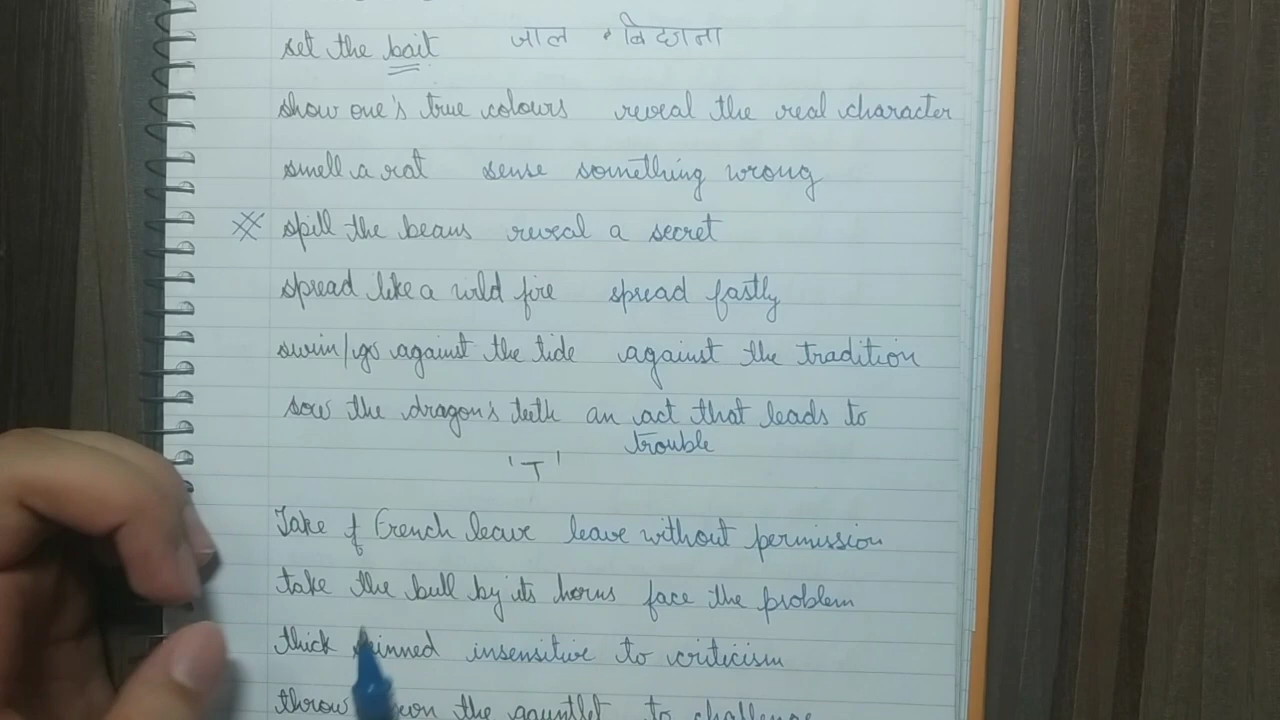 set the bait जाल बिछाना
show one's true colours reveal the real character
smell a rat sense something wrong
spill the beans reveal a secret
spread like a wild fire spread fastly
swim/go against the tide against the tradition
sow the dragon's teeth an act that leads to
trouble
'T'
Take French leave leave without permission
take the bull by its horns face the problem
thick skinned insensitive to criticism
throw the gauntlet to challenge